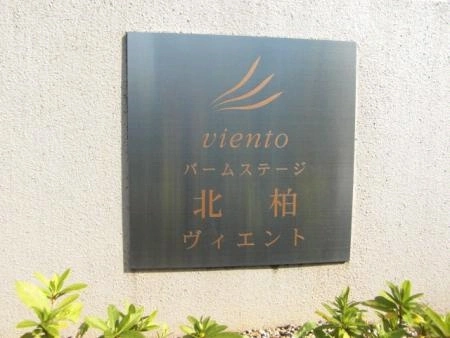 viento
パームステージ
北柏
ヴィエント